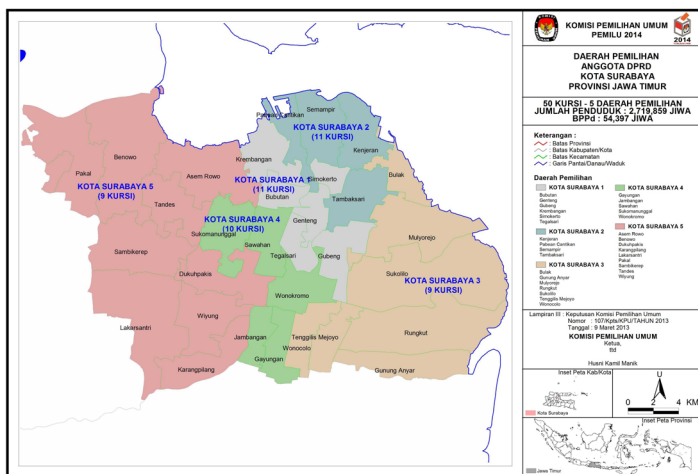 Semampir
Pabean Cantikan
KOTA SURABAYA 2
(11 KURSI)
Kenjeran
Krembangan
Benowo
Pakal
Asem Rowo
KOTA SURABAYA 1
(11 KURSI)
Simokerto
Bulak
KOTA SURABAYA 5
(9 KURSI)
Bubutan
Tambaksari
Tandes
KOTA SURABAYA 4
(10 KURSI)
Genteng
Sukomanunggal
Sawahan
Mulyorejo
Sambikerep
Tegalsari
Gubeng
Dukuhpakis
Sukolilo
KOTA SURABAYA 3
(9 KURSI)
Wonokromo
Wiyung
Lakarsantri
Rungkut
Jambangan
Tenggilis Mejoyo
Wonocolo
Gayungan
Karangpilang
Gunung Anyar
KOMISI PEMILIHAN UMUM
PEMILU 2014
2014
DAERAH PEMILIHAN
ANGGOTA DPRD
KOTA SURABAYA
PROVINSI JAWA TIMUR
50 KURSI - 5 DAERAH PEMILIHAN
JUMLAH PENDUDUK : 2,719,859 JIWA
BPPd : 54,397 JIWA
Keterangan :
: Batas Provinsi
: Batas Kabupaten/Kota
: Batas Kecamatan
: Garis Pantai/Danau/Waduk
Daerah Pemilihan
KOTA SURABAYA 1
Bubutan
Genteng
Gubeng
Krembangan
Simokerto
Tegalsari
KOTA SURABAYA 2
Kenjeran
Pabean Cantikan
Semampir
Tambaksari
KOTA SURABAYA 3
Bulak
Gunung Anyar
Mulyorejo
Rungkut
Sukolilo
Tenggilis Mejoyo
Wonocolo
KOTA SURABAYA 4
Gayungan
Jambangan
Sawahan
Sukomanunggal
Wonokromo
KOTA SURABAYA 5
Asem Rowo
Benowo
Dukuhpakis
Karangpilang
Lakarsantri
Pakal
Sambikerep
Tandes
Wiyung
Lampiran III : Keputusan Komisi Pemilihan Umum
Nomor : 107/Kpts/KPU/TAHUN 2013
Tanggal : 9 Maret 2013
KOMISI PEMILIHAN UMUM
Ketua,
ttd
Husni Kamil Manik
Inset Peta Kab/Kota
U
0 2 4 KM
Kota Surabaya
Inset Peta Provinsi
Jawa Timur